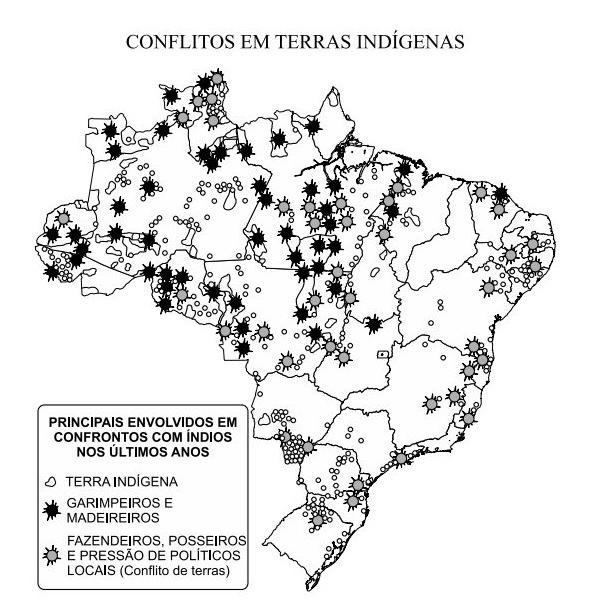 CONFLITOS EM TERRAS INDÍGENAS
PRINCIPAIS ENVOLVIDOS EM
CONFRONTOS COM ÍNDIOS
NOS ÚLTIMOS ANOS
TERRA INDÍGENA
GARIMPEIROS E
MADEIREIROS
FAZENDEIROS, POSSEIROS
E PRESSÃO DE POLÍTICOS
LOCAIS (Conflito de terras)